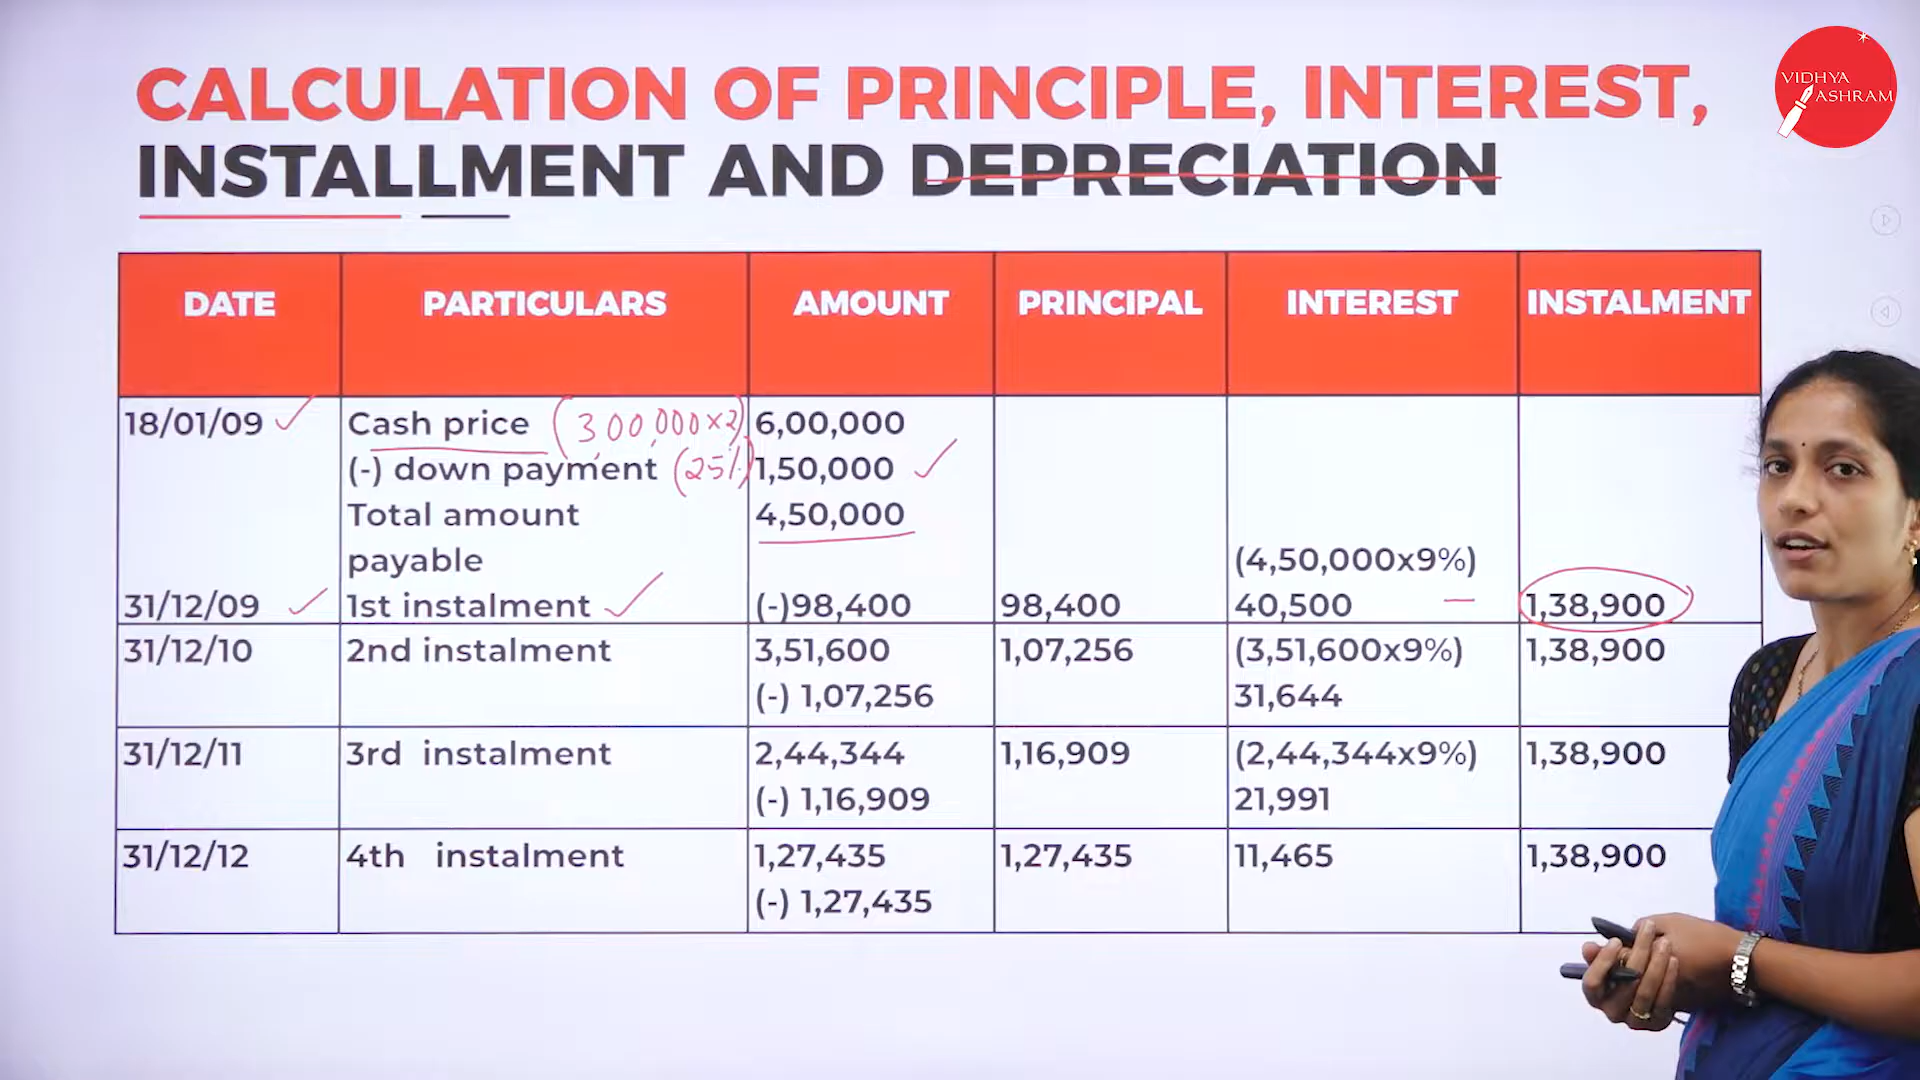 CALCULATION OF PRINCIPLE, INTEREST,
INSTALLMENT AND DEPRECIATION
VIDHYA
ASHRAM
DATE PARTICULARS AMOUNT PRINCIPAL INTEREST INSTALMENT
18/01/09 Cash price (3,00,000×2) 6,00,000
(-) down payment (25%) 1,50,000
Total amount 4,50,000
payable (4,50,000x9%)
31/12/09 1st instalment (-)98,400 98,400 40,500 1,38,900
31/12/10 2nd instalment 3,51,600 1,07,256 (3,51,600x9%) 1,38,900
(-) 1,07,256 31,644
31/12/11 3rd instalment 2,44,344 1,16,909 (2,44,344x9%) 1,38,900
(-) 1,16,909 21,991
31/12/12 4th instalment 1,27,435 1,27,435 11,465 1,38,900
(-) 1,27,435